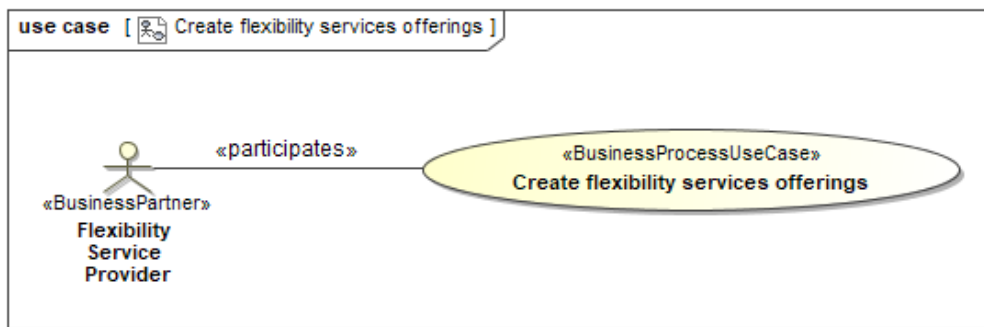 use case [ Create flexibility services offerings ]
«participates»
«BusinessProcessUseCase»
Create flexibility services offerings
«BusinessPartner»
Flexibility
Service
Provider